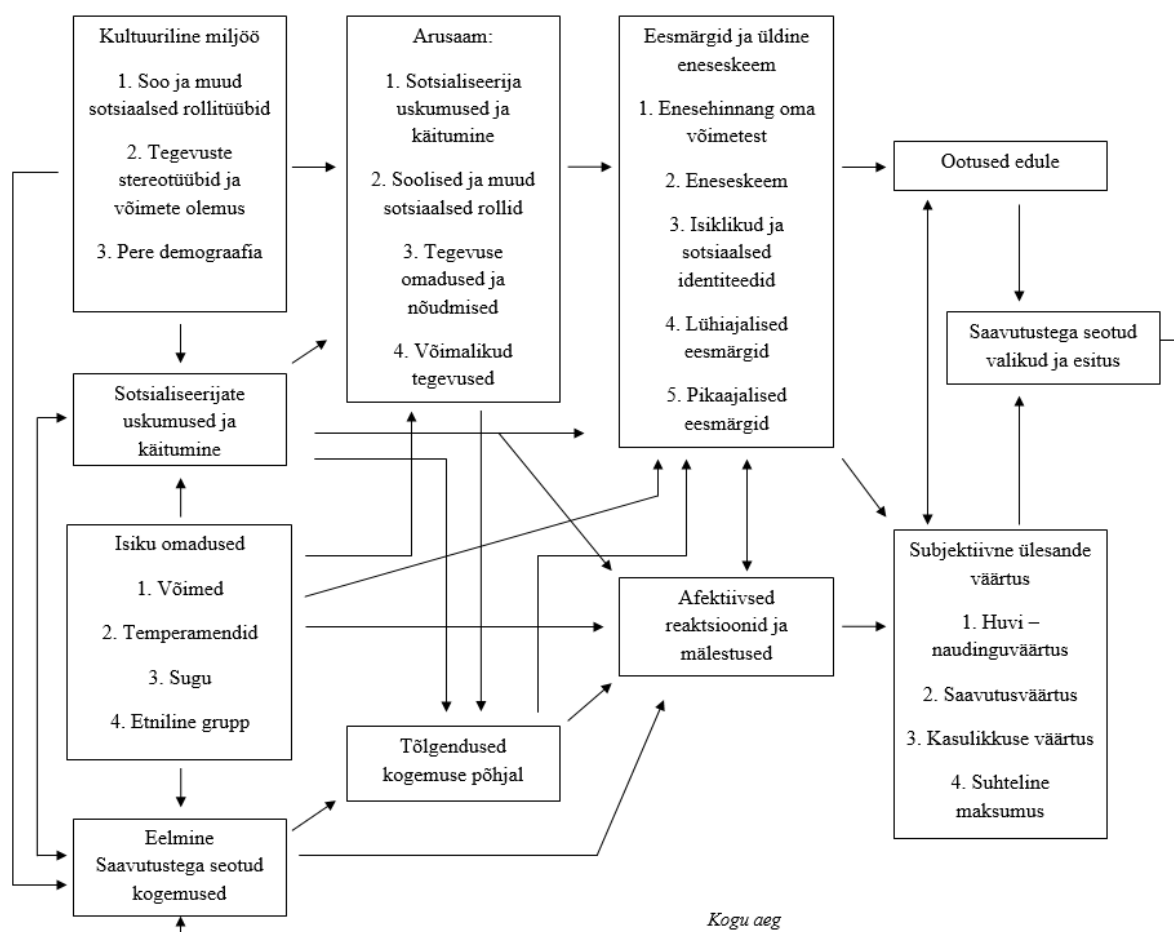 Kultuuriline miljöö
1. Soo ja muud
sotsiaalsed rollitüübid
2. Tegevuste
stereotüübid ja
võimete olemus
3. Pere demograafia
Arusaam:
1. Sotsialiseerija
uskumused ja
käitumine
2. Soolised ja muud
sotsiaalsed rollid
3. Tegevuse
omadused ja
nõudmised
4. Võimalikud
tegevused
Eesmärgid ja üldine
eneseskeem
1. Enesehinnang oma
võimetest
2. Eneseskeem
3. Isiklikud ja
sotsiaalsed
identiteedid
4. Lühiajalised
eesmärgid
5. Pikaajalised
eesmärgid
Ootused edule
Saavutustega seotud
valikud ja esitus
Sotsialiseerijate
uskumused ja
käitumine
Isiku omadused
1. Võimed
2. Temperamendid
3. Sugu
4. Etniline grupp
Afektiivsed
reaktsioonid ja
mälestused
Subjektiivne ülesande
väärtus
1. Huvi –
naudinguväärtus
2. Saavutusväärtus
3. Kasulikkuse väärtus
4. Suhteline
maksumus
Tõlgendused
kogemuse põhjal
Eelmine
Saavutustega seotud
kogemused
Kogu aeg